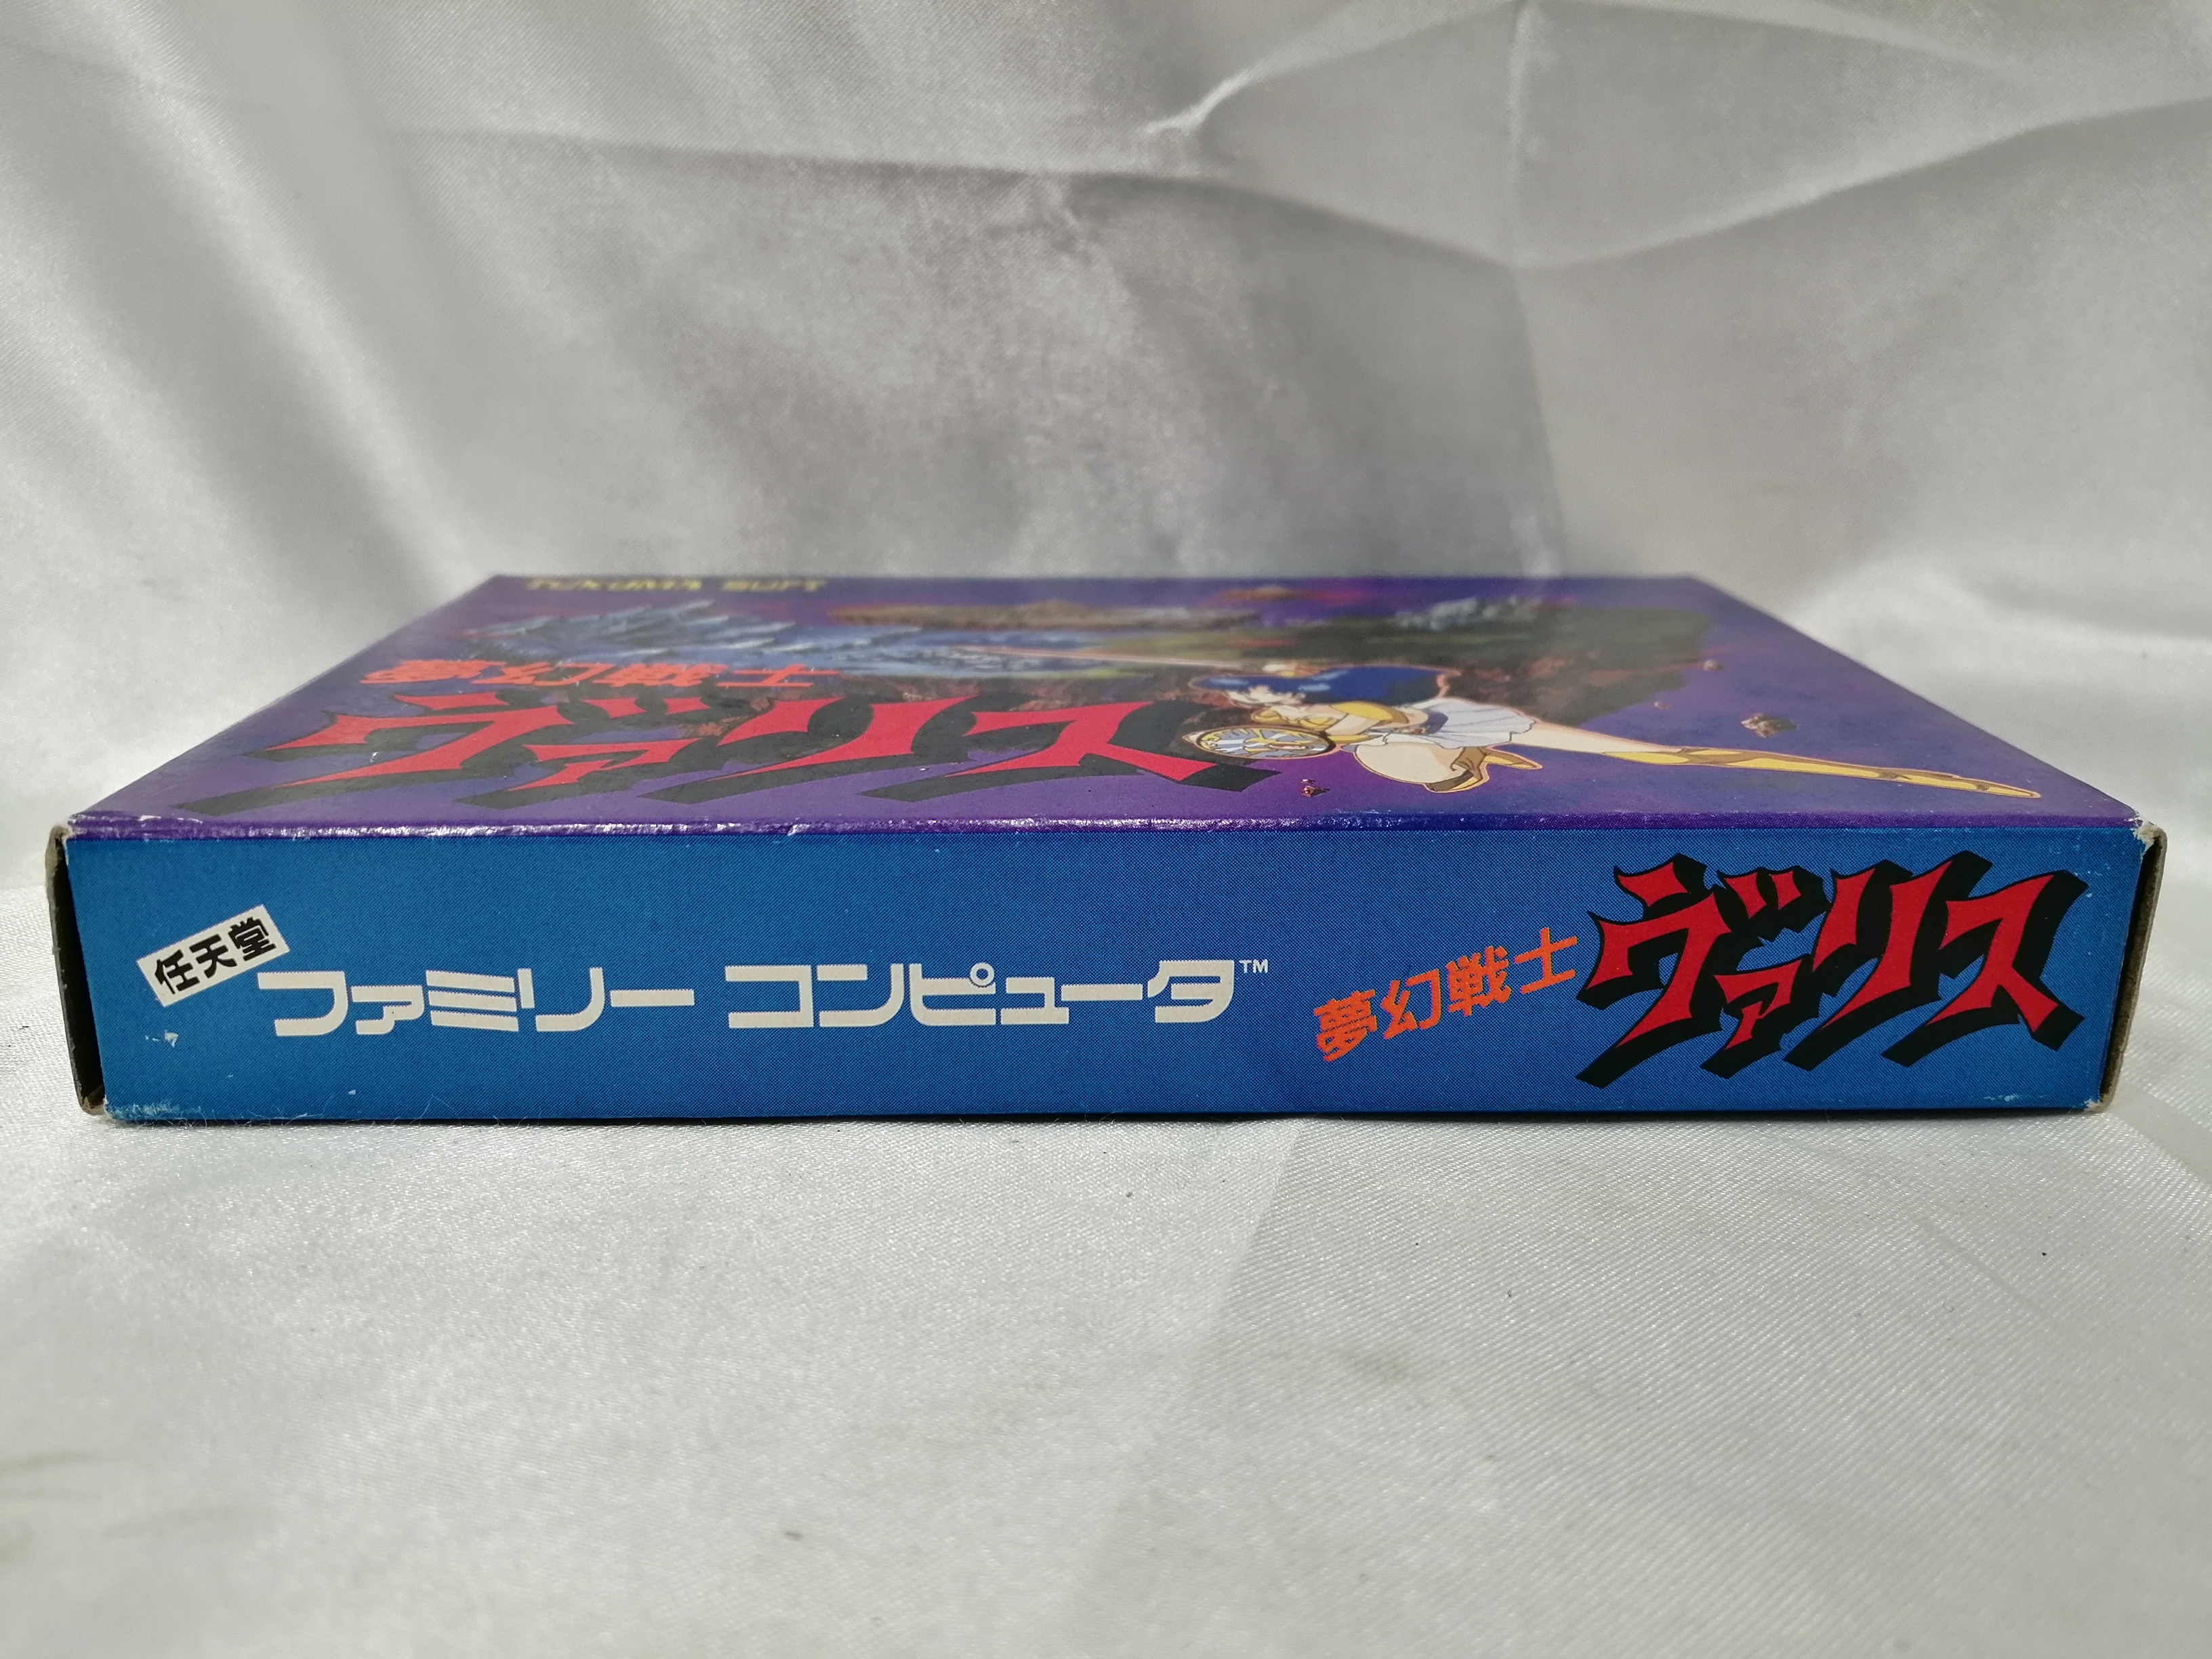 TOKUMA SOFT
夢幻戦士
ヴァリス
任天堂
ファミリー コンピュータ™
夢幻戦士
ヴァリス